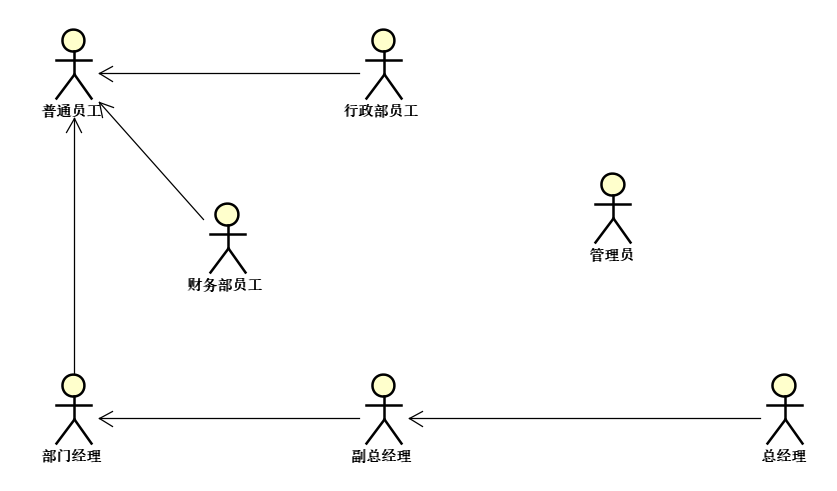 普通员工
行政部员工
管理员
财务部员工
部门经理
副总经理
总经理